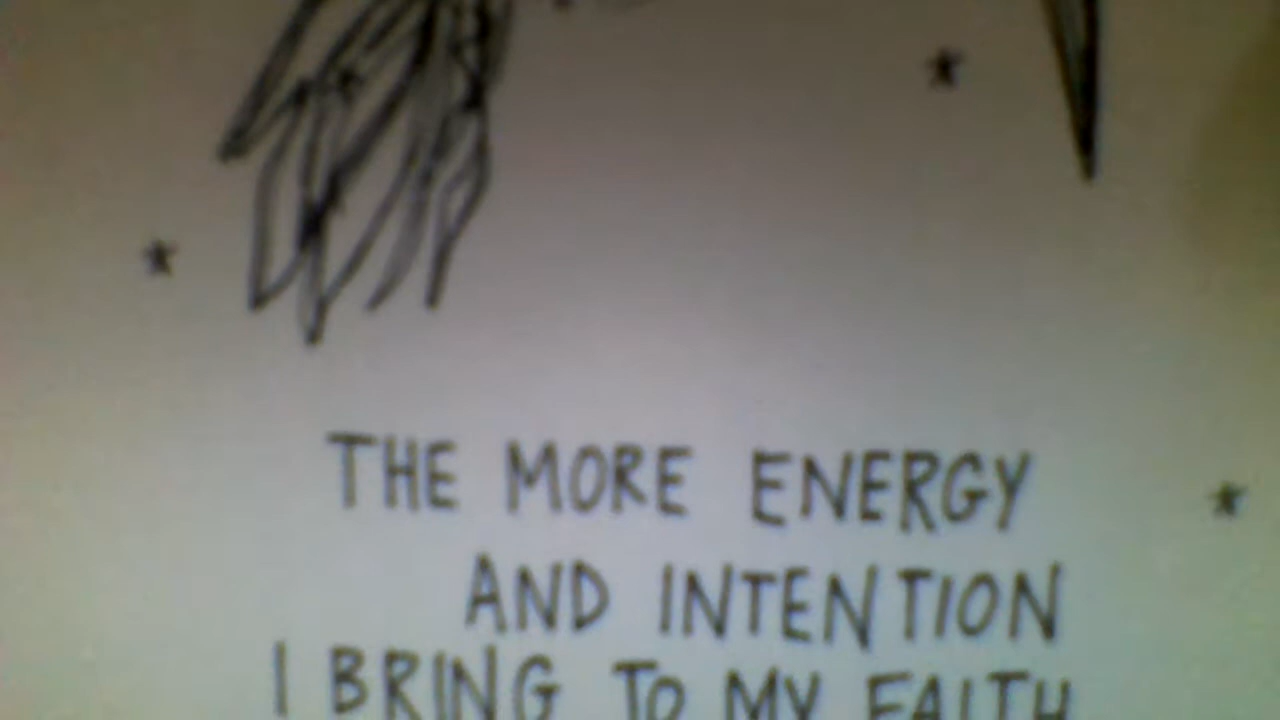 THE MORE ENERGY
AND INTENTION
I BRING TO MY FAITH